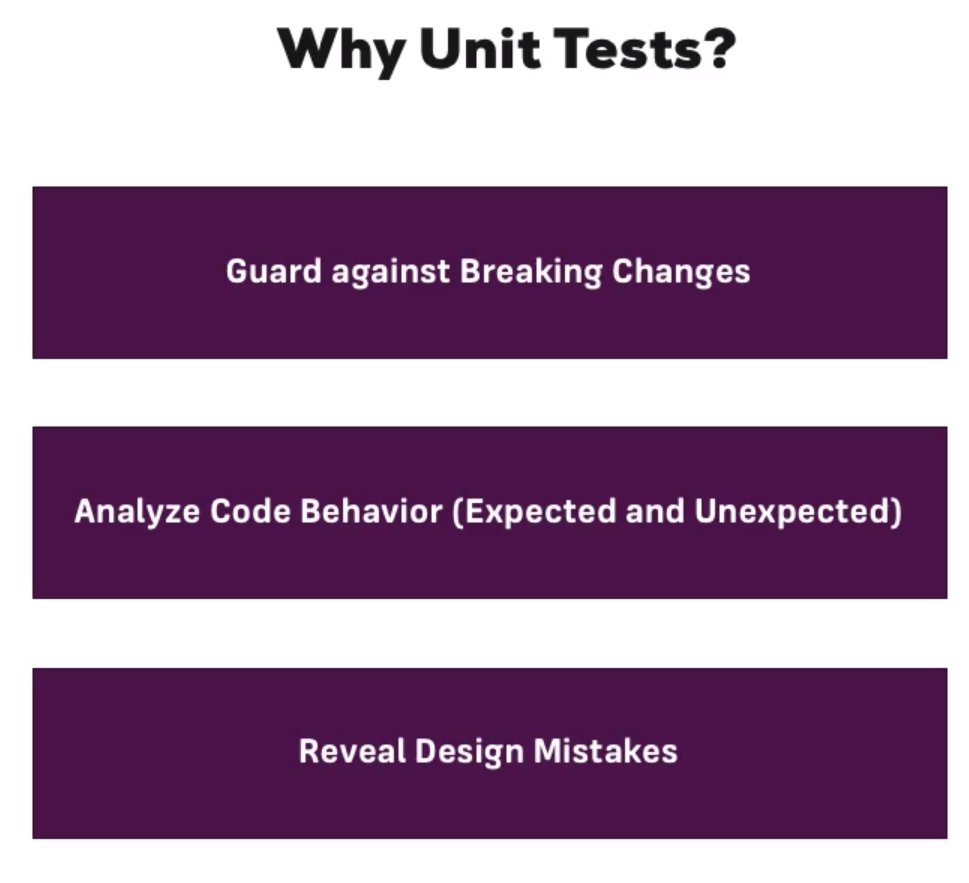 Why Unit Tests?
Guard against Breaking Changes
Analyze Code Behavior (Expected and Unexpected)
Reveal Design Mistakes